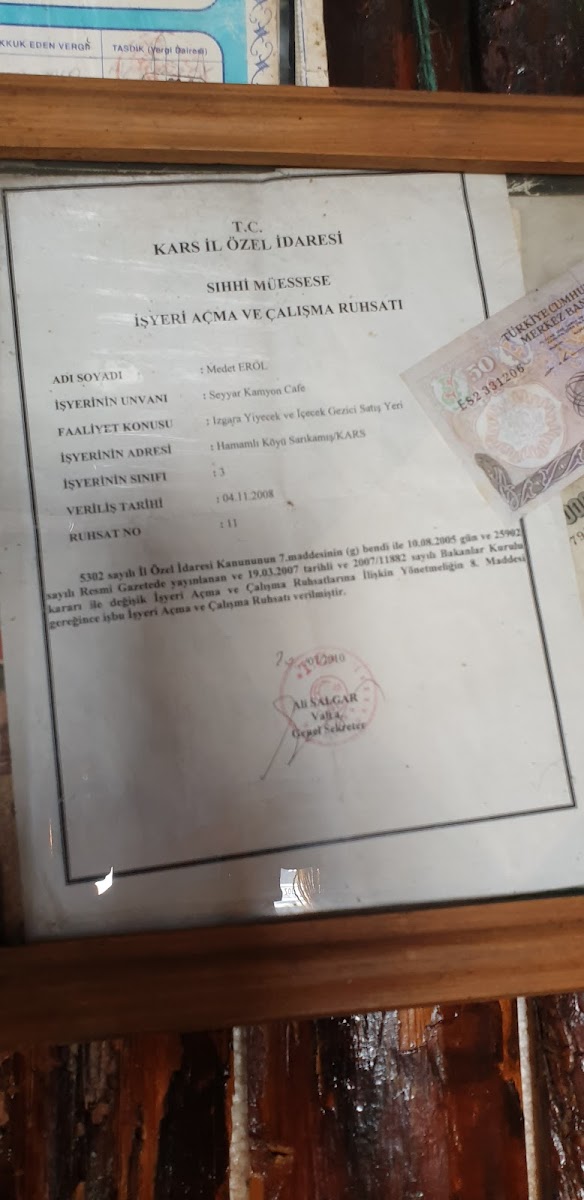 KKUK EDEN VERGİ
TASDİK (Vergi Dairesi)
T.C.
KARS İL ÖZEL İDARESİ
SIHHİ MÜESSESE
İŞYERİ AÇMA VE ÇALIŞMA RUHSATI
ADI SOYADI : Medet EROL
İŞYERİNİN UNVANI : Seyyar Kamyon Cafe
FAALİYET KONUSU : Izgara Yiyecek ve İçecek Gezici Satış Yeri
İŞYERİNİN ADRESİ : Hamamlı Köyü Sarıkamış/KARS
İŞYERİNİN SINIFI : 3
VERİLİŞ TARİHİ : 04.11.2008
RUHSAT NO : 11
5302 sayılı İl Özel İdaresi Kanununun 7.maddesinin (g) bendi ile 10.08.2005 gün ve 25902
sayılı Resmi Gazetede yayınlanan ve 19.03.2007 tarihli ve 2007/11882 sayılı Bakanlar Kurulu
kararı ile değişik İşyeri Açma ve Çalışma Ruhsatlarına İlişkin Yönetmeliğin 8. Maddesi
gereğince işbu İşyeri Açma ve Çalışma Ruhsatı verilmiştir.
2010
Ali SALGAR
Vali a.
Genel Sekreter
TÜRKİYE CUMHU
MERKEZ BA
50
E52 331206